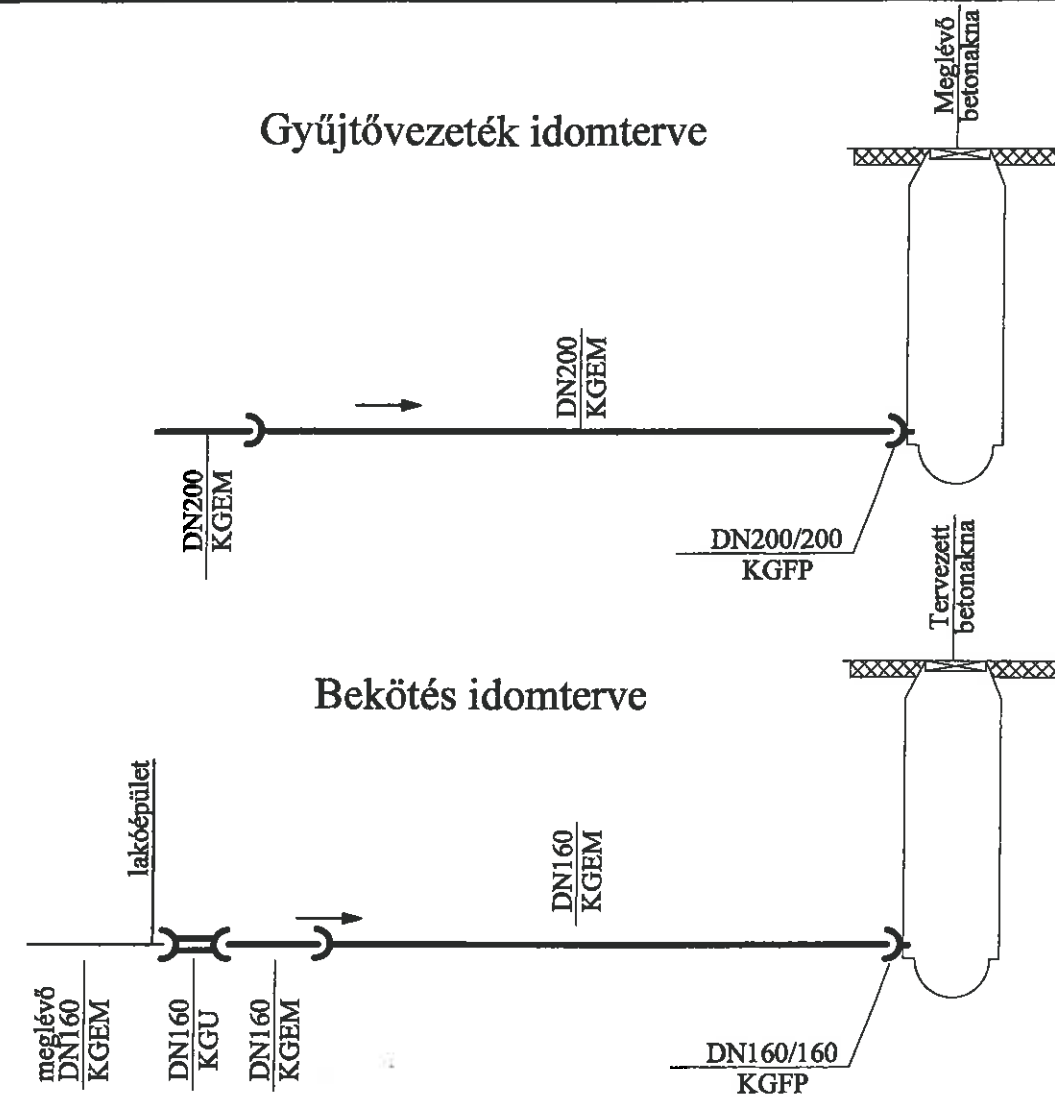 Meglévő
betonakna
Gyűjtővezeték idomterve
DN200
KGEM
DN200
KGEM
DN200/200
KGFP
Tervezett
betonakna
Bekötés idomterve
lakóépület
DN160
KGEM
meglévő
DN160
KGEM
DN160
KGU
DN160
KGEM
DN160/160
KGFP